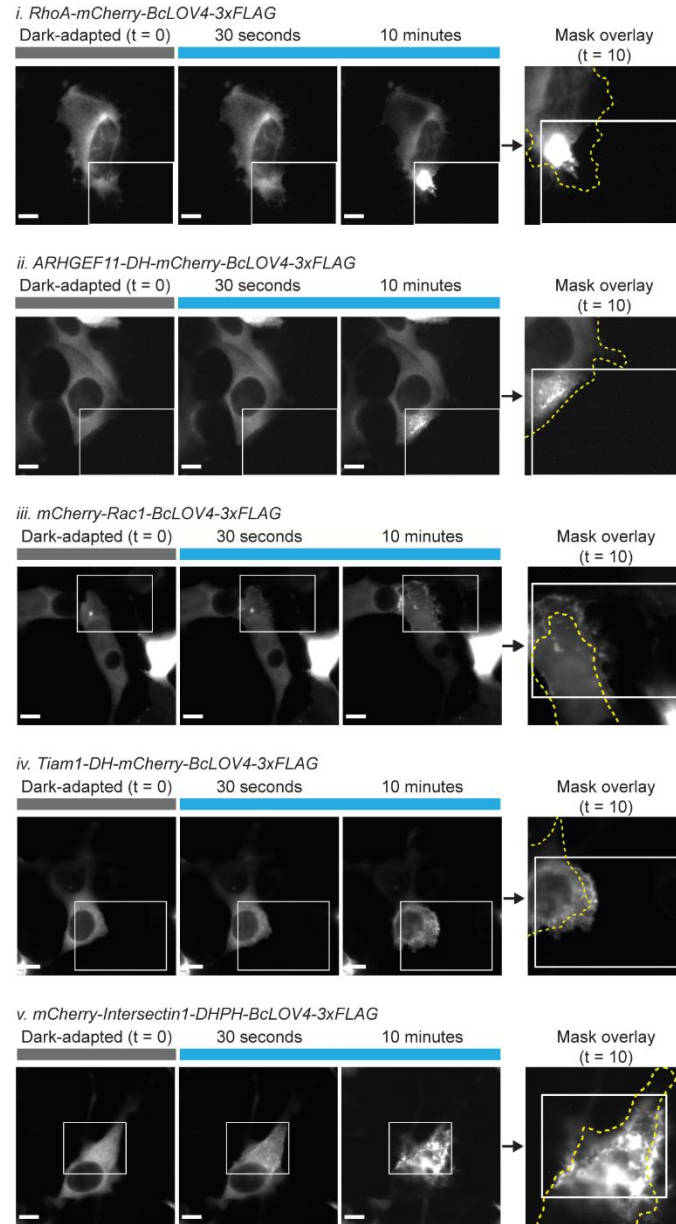 i. RhoA-mCherry-BcLOV4-3xFLAG
Dark-adapted (t = 0) 30 seconds 10 minutes Mask overlay
(t = 10)
ii. ARHGEF11-DH-mCherry-BcLOV4-3xFLAG
Dark-adapted (t = 0) 30 seconds 10 minutes Mask overlay
(t = 10)
iii. mCherry-Rac1-BcLOV4-3xFLAG
Dark-adapted (t = 0) 30 seconds 10 minutes Mask overlay
(t = 10)
iv. Tiam1-DH-mCherry-BcLOV4-3xFLAG
Dark-adapted (t = 0) 30 seconds 10 minutes Mask overlay
(t = 10)
v. mCherry-Intersectin1-DHPH-BcLOV4-3xFLAG
Dark-adapted (t = 0) 30 seconds 10 minutes Mask overlay
(t = 10)